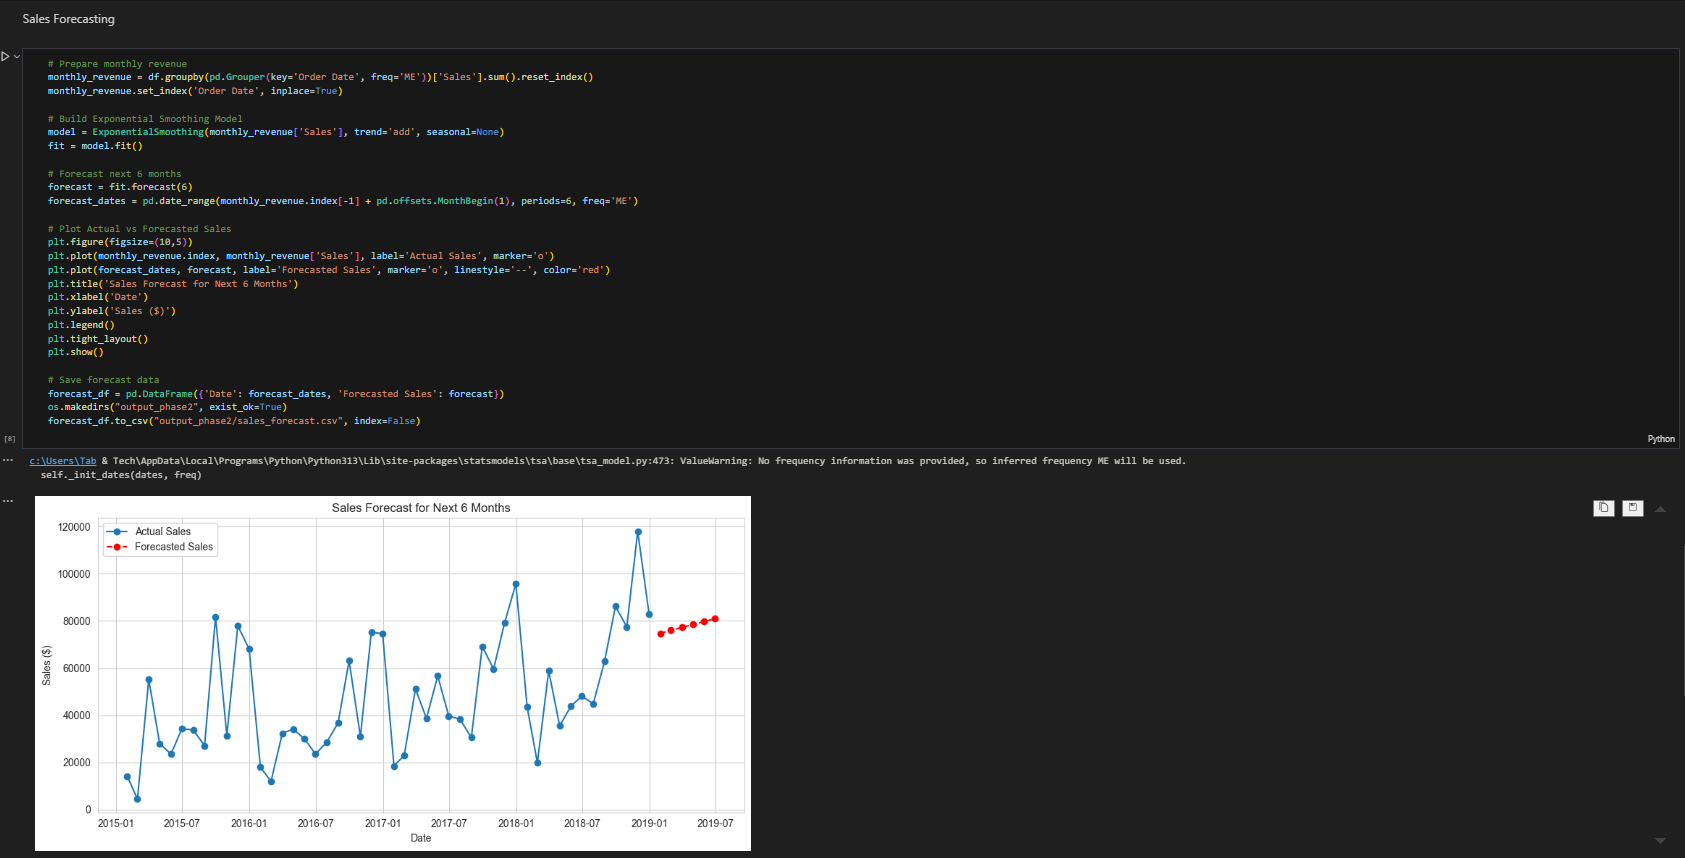 Sales Forecasting
# Prepare monthly revenue
monthly_revenue = df.groupby(pd.Grouper(key='Order Date', freq='ME'))['Sales'].sum().reset_index()
monthly_revenue.set_index('Order Date', inplace=True)
# Build Exponential Smoothing Model
model = ExponentialSmoothing(monthly_revenue['Sales'], trend='add', seasonal=None)
fit = model.fit()
# Forecast next 6 months
forecast = fit.forecast(6)
forecast_dates = pd.date_range(monthly_revenue.index[-1] + pd.offsets.MonthBegin(1), periods=6, freq='ME')
# Plot Actual vs Forecasted Sales
plt.figure(figsize=(10,5))
plt.plot(monthly_revenue.index, monthly_revenue['Sales'], label='Actual Sales', marker='o')
plt.plot(forecast_dates, forecast, label='Forecasted Sales', marker='o', linestyle='--', color='red')
plt.title('Sales Forecast for Next 6 Months')
plt.xlabel('Date')
plt.ylabel('Sales ($)')
plt.legend()
plt.tight_layout()
plt.show()
# Save forecast data
forecast_df = pd.DataFrame({'Date': forecast_dates, 'Forecasted Sales': forecast})
os.makedirs("output_phase2", exist_ok=True)
forecast_df.to_csv("output_phase2/sales_forecast.csv", index=False)
[8]
Python
c:\Users\Tab & Tech\AppData\Local\Programs\Python\Python313\Lib\site-packages\statsmodels\tsa\base\tsa_model.py:473: ValueWarning: No frequency information was provided, so inferred frequency ME will be used.
self._init_dates(dates, freq)
Sales Forecast for Next 6 Months
Actual Sales
Forecasted Sales
120000
100000
80000
60000
40000
20000
0
Sales ($)
2015-01 2015-07 2016-01 2016-07 2017-01 2017-07 2018-01 2018-07 2019-01 2019-07
Date